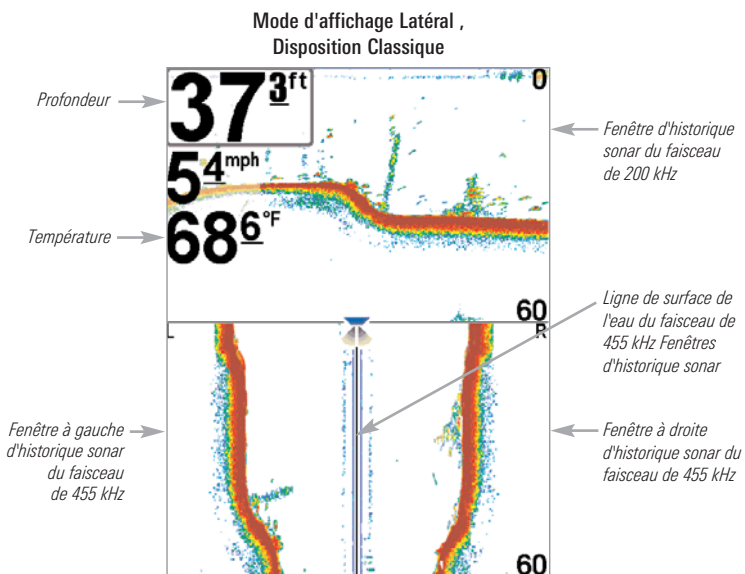 Mode d'affichage Latéral ,
Disposition Classique
Profondeur
37 3 ft
0
Fenêtre d'historique
sonar du faisceau
de 200 kHz
5 4 mph
Température
68 6 °F
60
Ligne de surface de
l'eau du faisceau de
455 kHz Fenêtres
d'historique sonar
L
R
Fenêtre à gauche
d'historique sonar
du faisceau
de 455 kHz
Fenêtre à droite
d'historique sonar du
faisceau de 455 kHz
60